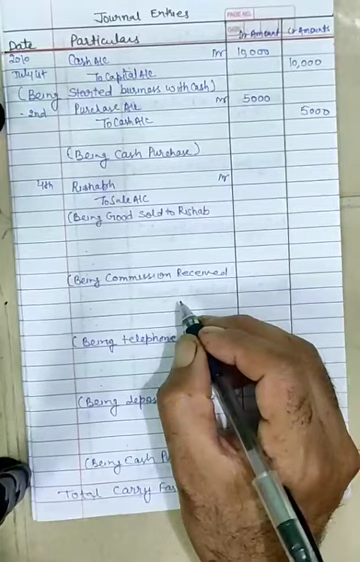 Journal Entries
PAGE NO.
Date Particulars Dr Amount Cr Amounts
2010 Cash A/c Dr 10,000
July 1st To Capital A/c 10,000
(Being Started business with Cash)
- 2nd Purchase A/c Dr 5000
To Cash A/c 5000
(Being Cash Purchase)
4th Rishabh Dr
To Sale A/c
(Being Good sold to Rishab
(Being Commission Received
(Being telephone
(Being depos
(Being Cash
Total Carry